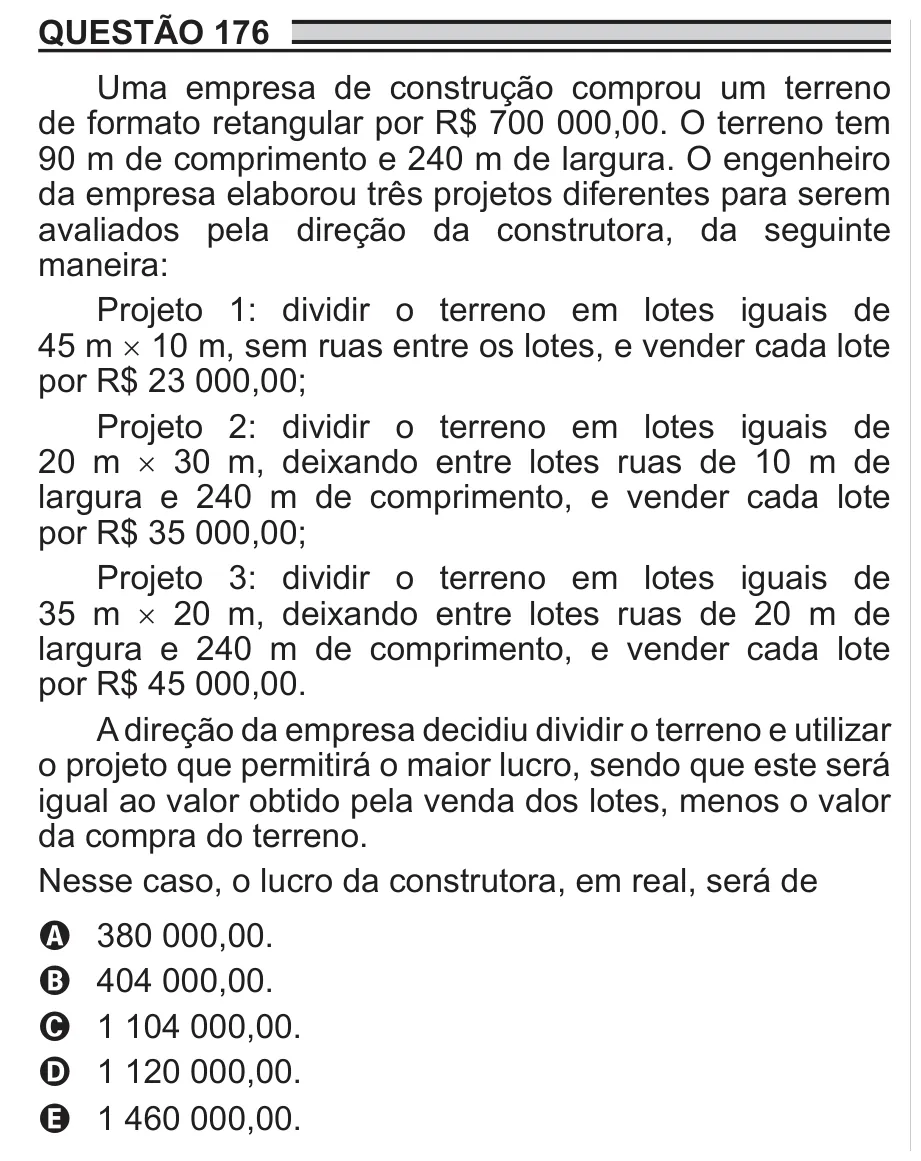 QUESTÃO 176
Uma empresa de construção comprou um terreno
de formato retangular por R$ 700 000,00. O terreno tem
90 m de comprimento e 240 m de largura. O engenheiro
da empresa elaborou três projetos diferentes para serem
avaliados pela direção da construtora, da seguinte
maneira:
Projeto 1: dividir o terreno em lotes iguais de
45 m × 10 m, sem ruas entre os lotes, e vender cada lote
por R$ 23 000,00;
Projeto 2: dividir o terreno em lotes iguais de
20 m × 30 m, deixando entre lotes ruas de 10 m de
largura e 240 m de comprimento, e vender cada lote
por R$ 35 000,00;
Projeto 3: dividir o terreno em lotes iguais de
35 m × 20 m, deixando entre lotes ruas de 20 m de
largura e 240 m de comprimento, e vender cada lote
por R$ 45 000,00.
A direção da empresa decidiu dividir o terreno e utilizar
o projeto que permitirá o maior lucro, sendo que este será
igual ao valor obtido pela venda dos lotes, menos o valor
da compra do terreno.
Nesse caso, o lucro da construtora, em real, será de
A 380 000,00.
B 404 000,00.
C 1 104 000,00.
D 1 120 000,00.
E 1 460 000,00.